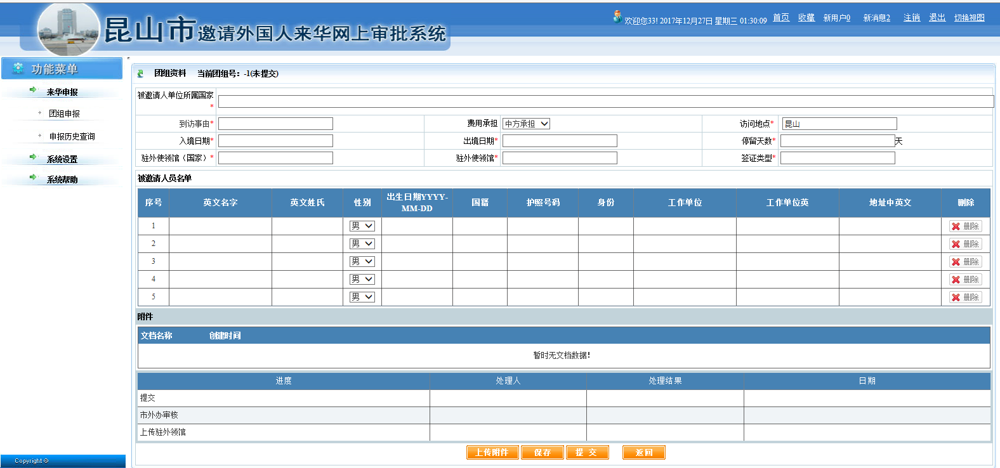 昆山市邀请外国人来华网上审批系统
欢迎您33! 2017年12月27日 星期三 01:30:09 首页 收藏 新用户0 新消息2 注销 退出 切换视图
功能菜单
来华申报
团组申报
申报历史查询
系统设置
系统帮助
Copyright ©
团组资料 当前团组号：-1(未提交)
被邀请人单位所属国家*
到访事由* 费用承担 中方承担 访问地点* 昆山
入境日期* 出境日期* 停留天数* 天
驻外使领馆（国家）* 驻外使领馆* 签证类型*
被邀请人员名单
序号 英文名字 英文姓氏 性别 出生日期YYYY-MM-DD 国籍 护照号码 身份 工作单位 工作单位英 地址中英文 删除
1 男 删除
2 男 删除
3 男 删除
4 男 删除
5 男 删除
附件
文档名称 创建时间
暂时无文档数据!
进度 处理人 处理结果 日期
提交
市外办审核
上传驻外领馆
上传附件 保存 提 交 返回